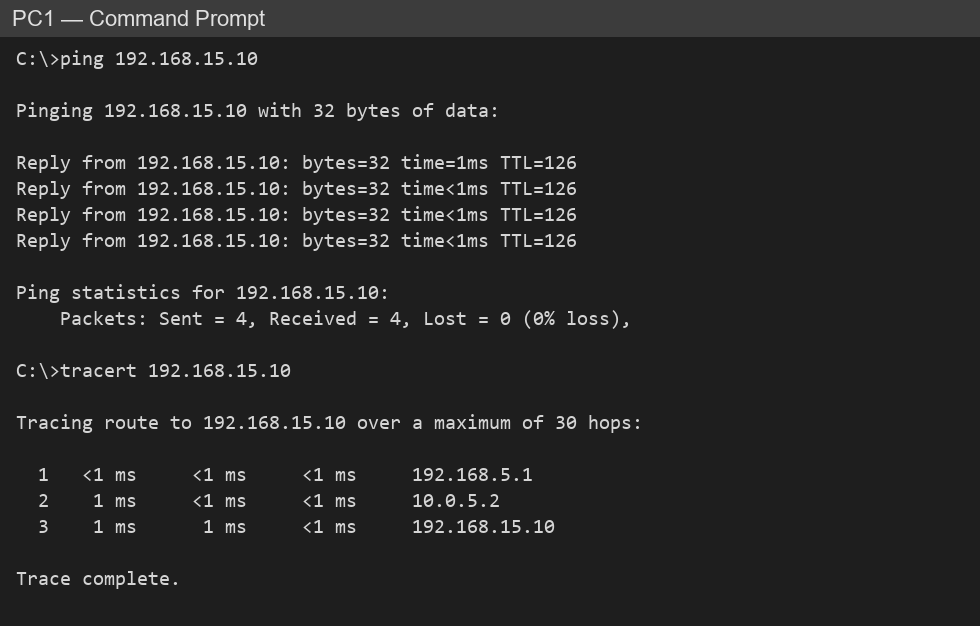 PC1 — Command Prompt
C:\>ping 192.168.15.10
Pinging 192.168.15.10 with 32 bytes of data:
Reply from 192.168.15.10: bytes=32 time=1ms TTL=126
Reply from 192.168.15.10: bytes=32 time<1ms TTL=126
Reply from 192.168.15.10: bytes=32 time<1ms TTL=126
Reply from 192.168.15.10: bytes=32 time<1ms TTL=126
Ping statistics for 192.168.15.10:
    Packets: Sent = 4, Received = 4, Lost = 0 (0% loss),
C:\>tracert 192.168.15.10
Tracing route to 192.168.15.10 over a maximum of 30 hops:
  1   <1 ms     <1 ms     <1 ms     192.168.5.1
  2    1 ms     <1 ms     <1 ms     10.0.5.2
  3    1 ms      1 ms     <1 ms     192.168.15.10
Trace complete.